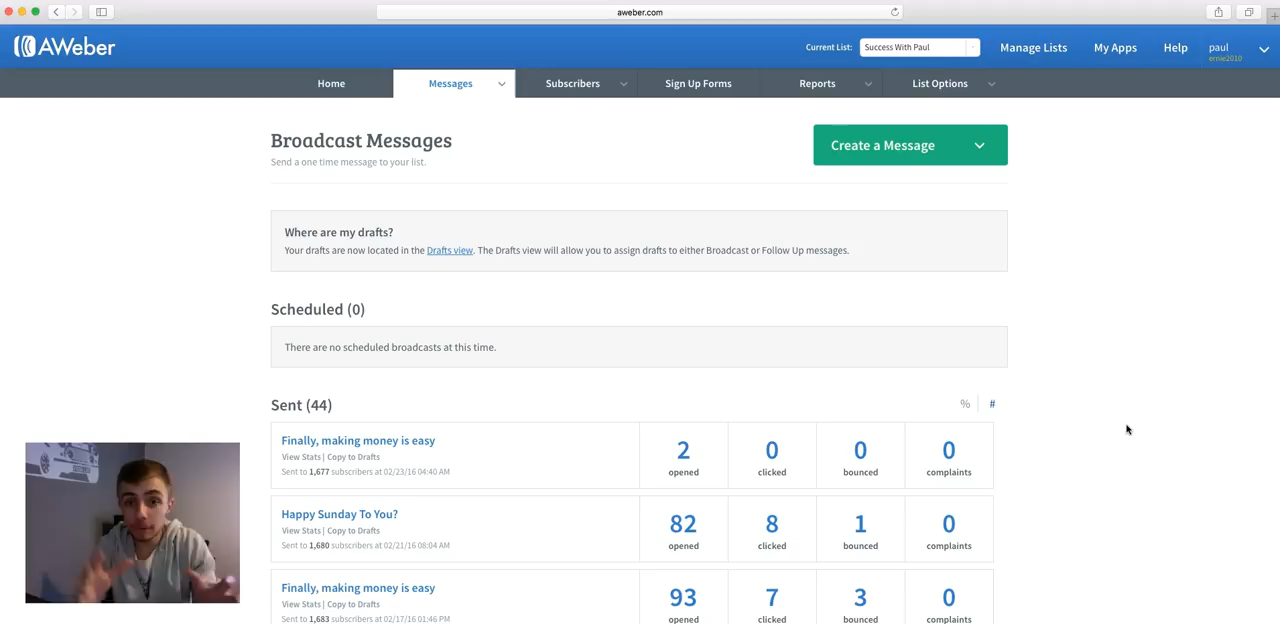 aweber.com
AWeber
Current List: Success With Paul
Manage Lists
My Apps
Help
paul
ernie2010
Home
Messages
Subscribers
Sign Up Forms
Reports
List Options
Broadcast Messages
Send a one time message to your list.
Create a Message
Where are my drafts?
Your drafts are now located in the Drafts view. The Drafts view will allow you to assign drafts to either Broadcast or Follow Up messages.
Scheduled (0)
There are no scheduled broadcasts at this time.
Sent (44)
% | #
Finally, making money is easy
View Stats | Copy to Drafts
Sent to 1,677 subscribers at 02/23/16 04:40 AM
2 0 0 0
opened clicked bounced complaints
Happy Sunday To You?
View Stats | Copy to Drafts
Sent to 1,680 subscribers at 02/21/16 08:04 AM
82 8 1 0
opened clicked bounced complaints
Finally, making money is easy
View Stats | Copy to Drafts
Sent to 1,683 subscribers at 02/17/16 01:46 PM
93 7 3 0
opened clicked bounced complaints